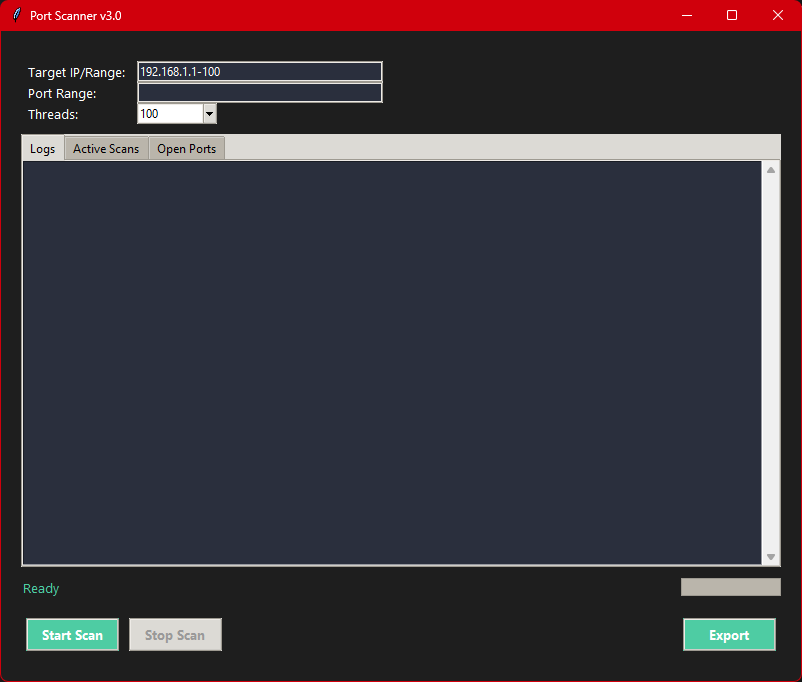 Port Scanner v3.0
Target IP/Range: 192.168.1.1-100
Port Range:
Threads: 100
Logs Active Scans Open Ports
Ready
Start Scan Stop Scan Export